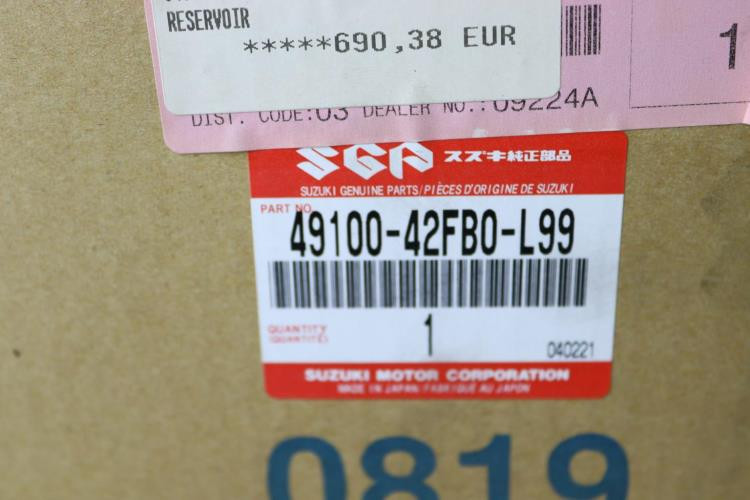 RESERVOIR
*****690,38 EUR
1
DIST. CODE:03 DEALER NO.:09224A
SGP スズキ純正部品
SUZUKI GENUINE PARTS/PIÈCES D'ORIGINE DE SUZUKI
PART NO.
49100-42FB0-L99
QUANTITY
(QUANTITÉ)
1
040221
SUZUKI MOTOR CORPORATION
MADE IN JAPAN/FABRIQUÉ AU JAPON
0819